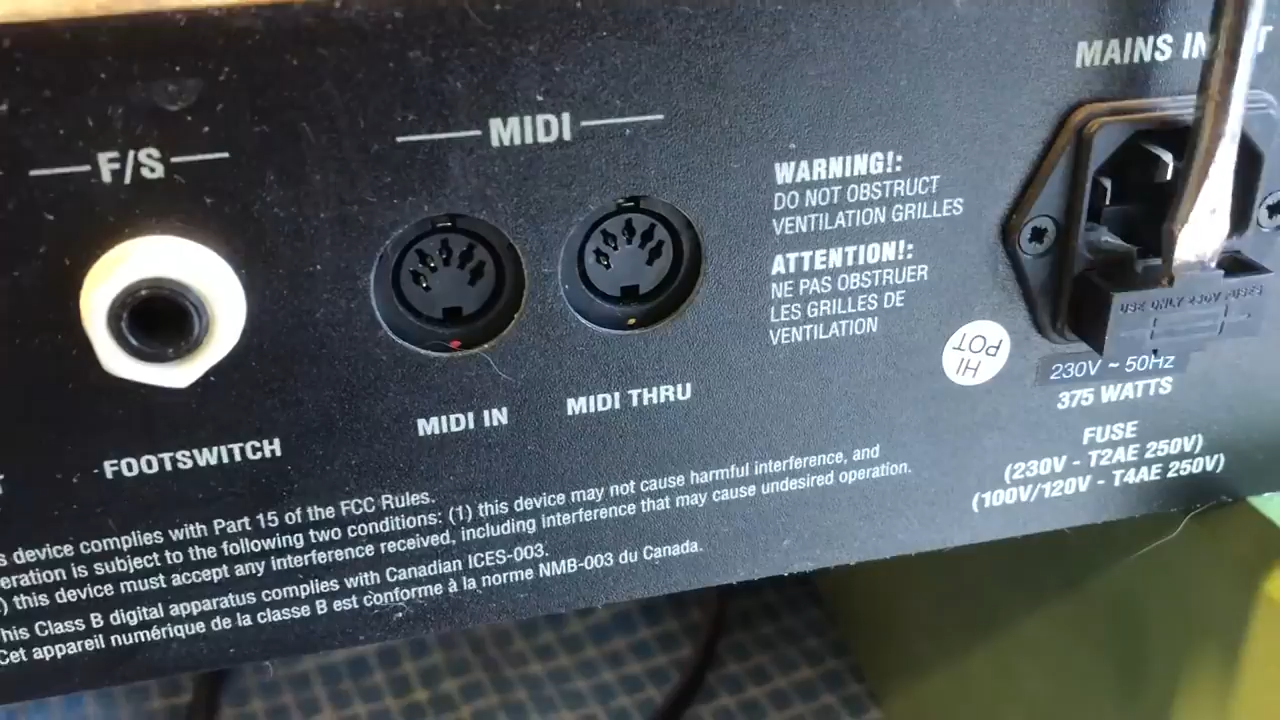 F/S
FOOTSWITCH
MIDI
MIDI IN
MIDI THRU
WARNING!:
DO NOT OBSTRUCT
VENTILATION GRILLES
ATTENTION!:
NE PAS OBSTRUER
LES GRILLES DE
VENTILATION
HI
POT
MAINS
USE ONLY 250V FUSES
230V ~ 50Hz
375 WATTS
FUSE
(230V - T2AE 250V)
(100V/120V - T4AE 250V)
device complies with Part 15 of the FCC Rules.
is subject to the following two conditions: (1) this device may not cause harmful interference, and
) this device must accept any interference received, including interference that may cause undesired operation.
his Class B digital apparatus complies with Canadian ICES-003.
Cet appareil numérique de la classe B est conforme à la norme NMB-003 du Canada.